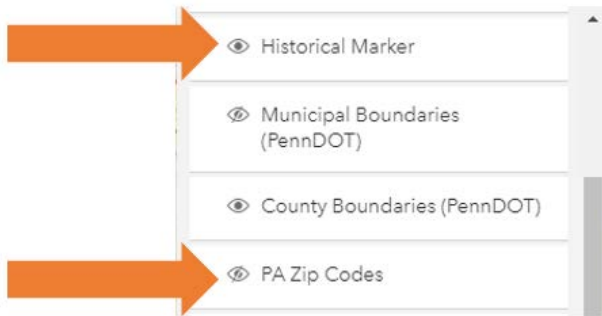 Historical Marker
Municipal Boundaries
(PennDOT)
County Boundaries (PennDOT)
PA Zip Codes